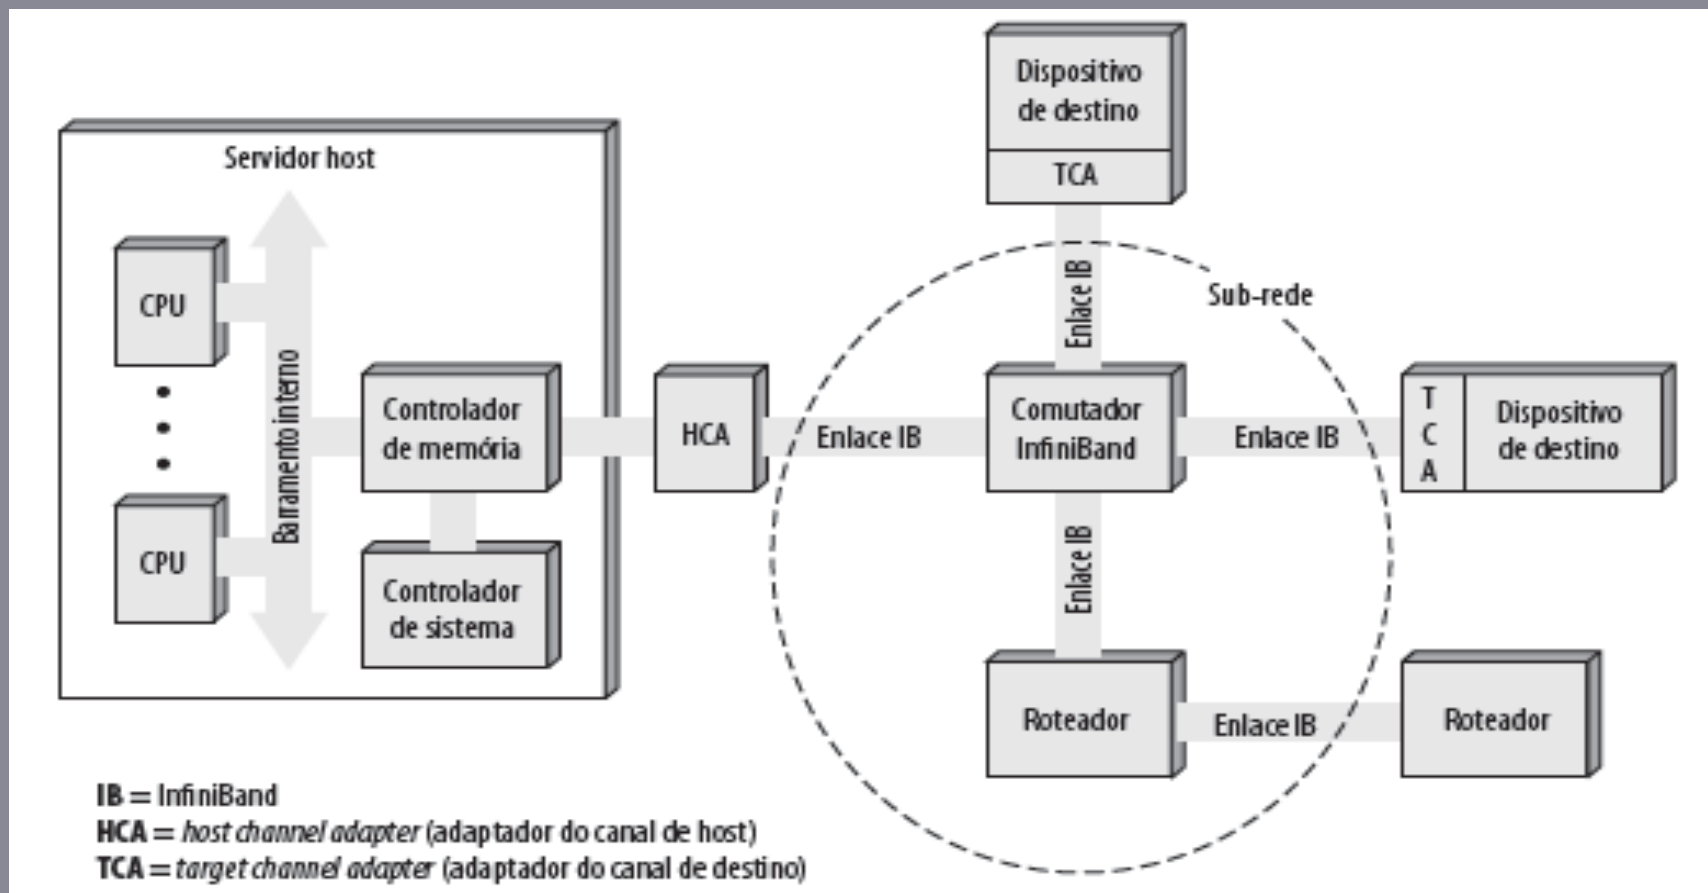 Dispositivo
de destino
TCA
Servidor host
CPU
Barramento interno
Controlador
de memória
CPU
Controlador
de sistema
HCA
Enlace IB
Enlace IB
Sub-rede
Comutador
InfiniBand
Enlace IB
T
C
A
Dispositivo
de destino
Enlace IB
Roteador
Enlace IB
Roteador
IB = InfiniBand
HCA = host channel adapter (adaptador do canal de host)
TCA = target channel adapter (adaptador do canal de destino)